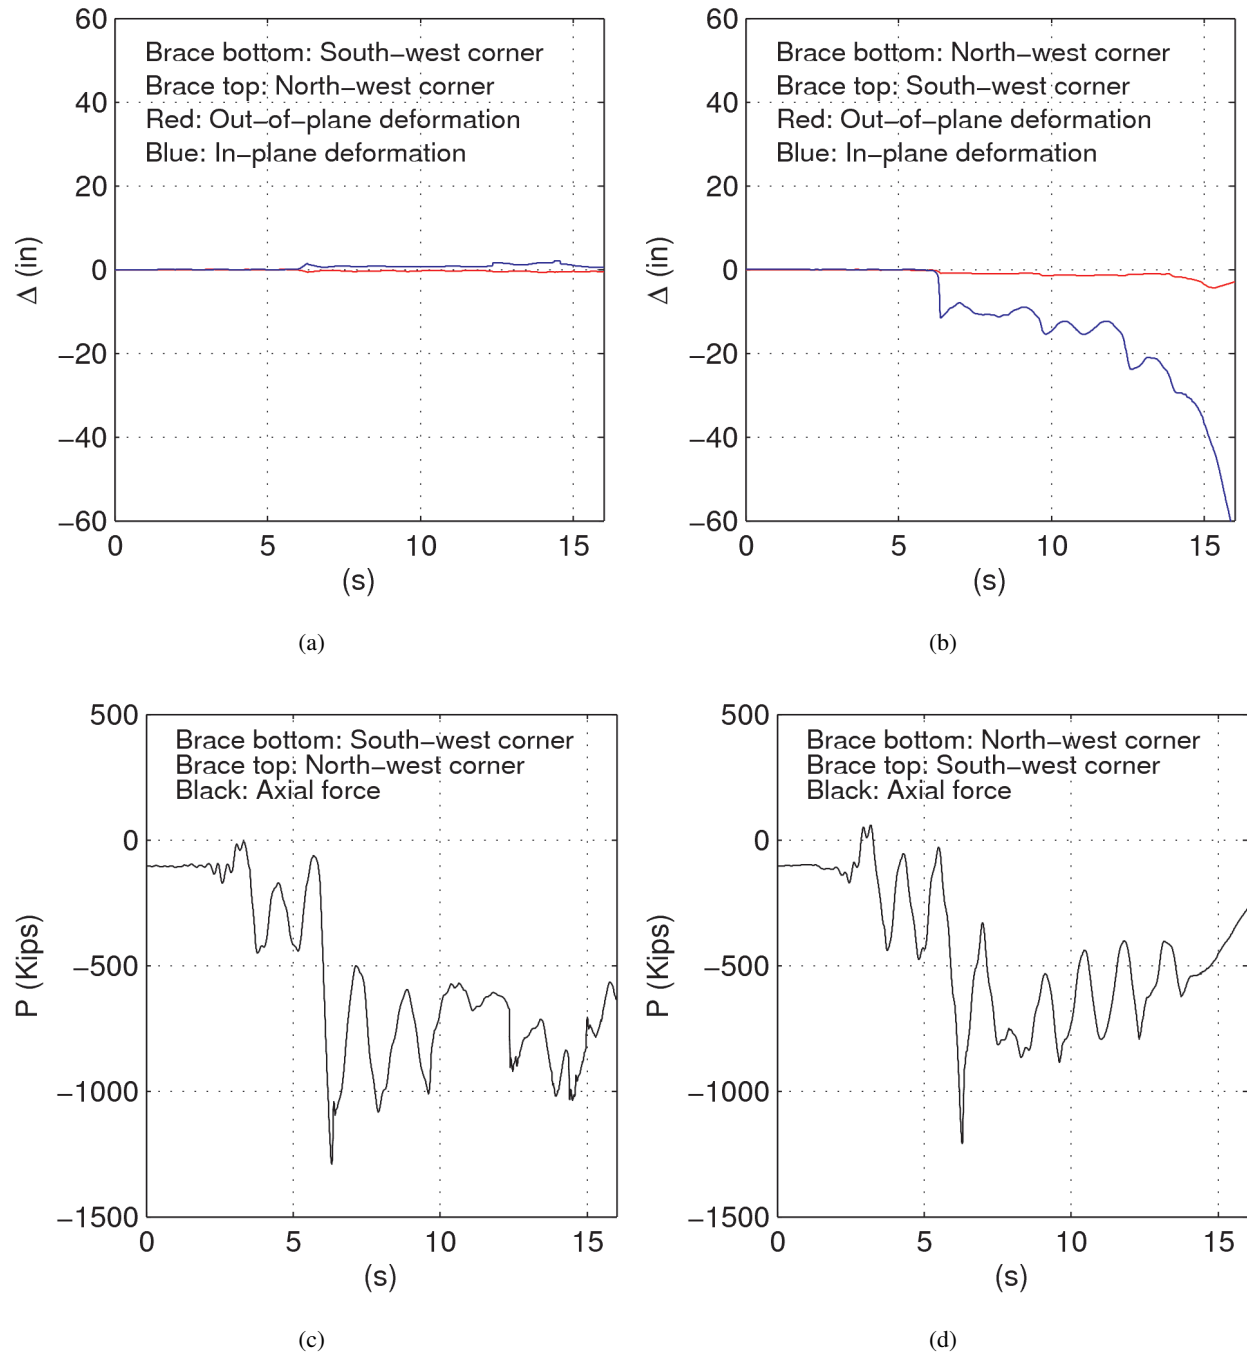 60
40
20
0
−20
−40
−60
Δ (in)
Brace bottom: South−west corner
Brace top: North−west corner
Red: Out−of−plane deformation
Blue: In−plane deformation
0 5 10 15
(s)
(a)
60
40
20
0
−20
−40
−60
Δ (in)
Brace bottom: North−west corner
Brace top: South−west corner
Red: Out−of−plane deformation
Blue: In−plane deformation
0 5 10 15
(s)
(b)
500
0
−500
−1000
−1500
P (Kips)
Brace bottom: South−west corner
Brace top: North−west corner
Black: Axial force
0 5 10 15
(s)
(c)
500
0
−500
−1000
−1500
P (Kips)
Brace bottom: North−west corner
Brace top: South−west corner
Black: Axial force
0 5 10 15
(s)
(d)